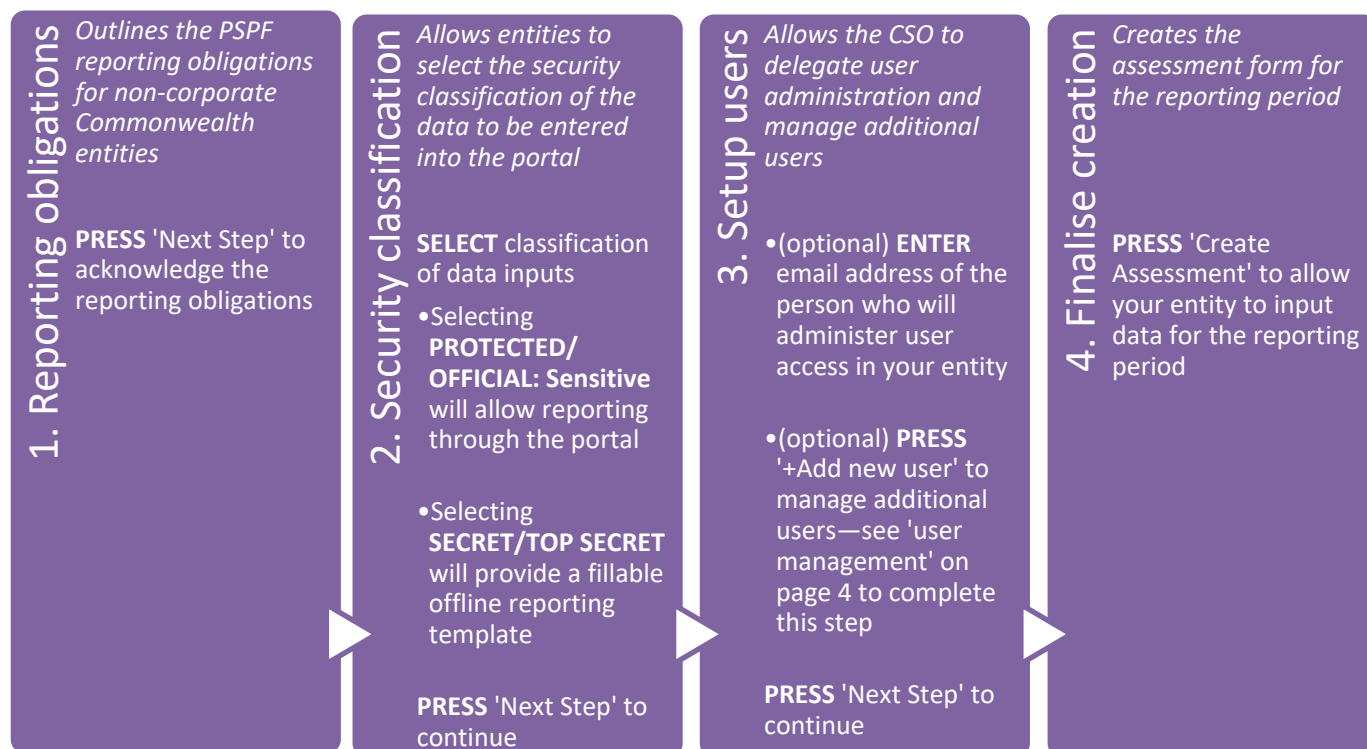 1. Reporting obligations
Outlines the PSPF
reporting obligations
for non-corporate
Commonwealth
entities
PRESS 'Next Step' to
acknowledge the
reporting obligations
2. Security classification
Allows entities to
select the security
classification of the
data to be entered
into the portal
SELECT classification
of data inputs
•Selecting
PROTECTED/
OFFICIAL: Sensitive
will allow reporting
through the portal
•Selecting
SECRET/TOP SECRET
will provide a fillable
offline reporting
template
PRESS 'Next Step' to
continue
3. Setup users
Allows the CSO to
delegate user
administration and
manage additional
users
•(optional) ENTER
email address of the
person who will
administer user
access in your entity
•(optional) PRESS
'+Add new user' to
manage additional
users—see 'user
management' on
page 4 to complete
this step
PRESS 'Next Step' to
continue
4. Finalise creation
Creates the
assessment form for
the reporting period
PRESS 'Create
Assessment' to allow
your entity to input
data for the reporting
period